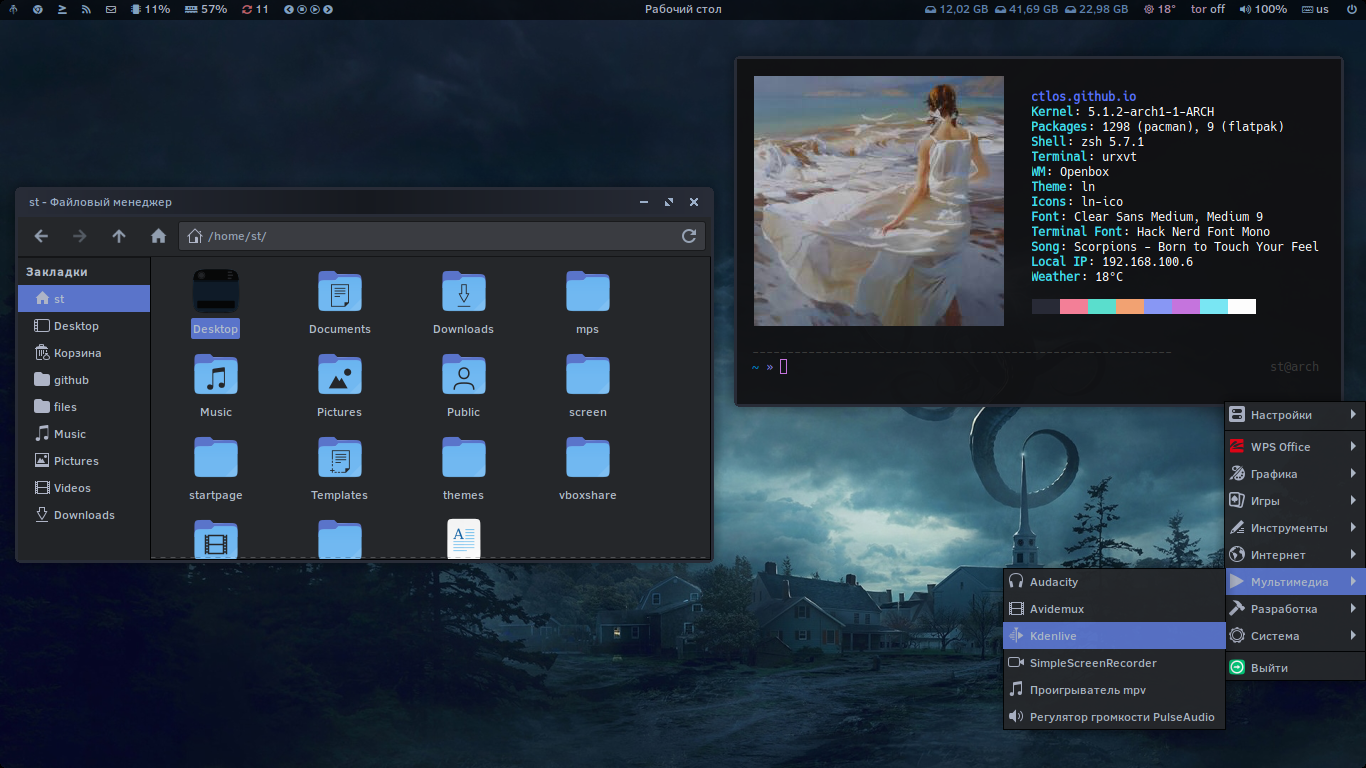 11% 57% 11 Рабочий стол 12,02 GB 41,69 GB 22,98 GB 18° tor off 100% us
ctlos.github.io
Kernel: 5.1.2-arch1-1-ARCH
Packages: 1298 (pacman), 9 (flatpak)
Shell: zsh 5.7.1
Terminal: urxvt
WM: Openbox
Theme: ln
Icons: ln-ico
Font: Clear Sans Medium, Medium 9
Terminal Font: Hack Nerd Font Mono
Song: Scorpions - Born to Touch Your Feel
Local IP: 192.168.100.6
Weather: 18°C
~ » st@arch
st - Файловый менеджер
/home/st/
Закладки
st
Desktop
Корзина
github
files
Music
Pictures
Videos
Downloads
Desktop Documents Downloads mps
Music Pictures Public screen
startpage Templates themes vboxshare
Настройки
WPS Office
Графика
Игры
Инструменты
Интернет
Мультимедиа
Разработка
Система
Выйти
Audacity
Avidemux
Kdenlive
SimpleScreenRecorder
Проигрыватель mpv
Регулятор громкости PulseAudio